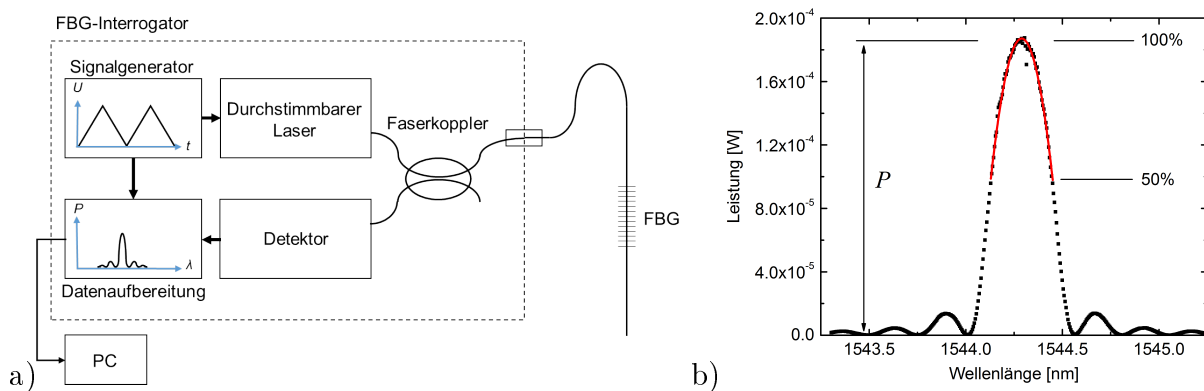 FBG-Interrogator
Signalgenerator
U
t
Durchstimmbarer
Laser
Faserkoppler
FBG
P
λ
Detektor
Datenaufbereitung
PC
a)
2.0x10⁻⁴
1.6x10⁻⁴
1.2x10⁻⁴
8.0x10⁻⁵
4.0x10⁻⁵
0.0
Leistung [W]
P
100%
50%
1543.5 1544.0 1544.5 1545.0
Wellenlänge [nm]
b)